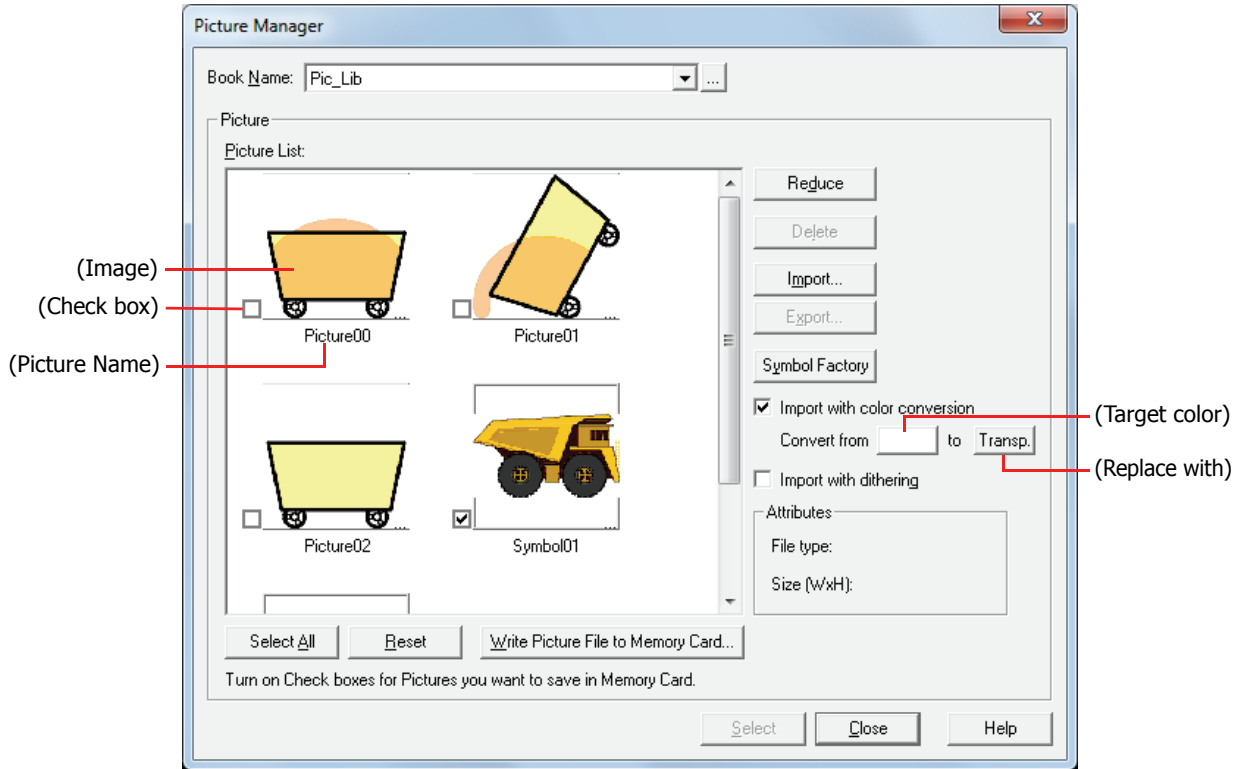 Picture Manager
Book Name: Pic_Lib ...
Picture
Picture List:
Reduce
Delete
(Image)
Import...
(Check box)
... ...
Export...
Picture00 Picture01
(Picture Name)
Symbol Factory
Import with color conversion
(Target color)
Convert from to Transp.
(Replace with)
Import with dithering
... ...
Attributes
Picture02 Symbol01
File type:
Size (WxH):
Select All Reset Write Picture File to Memory Card...
Turn on Check boxes for Pictures you want to save in Memory Card.
Select Close Help